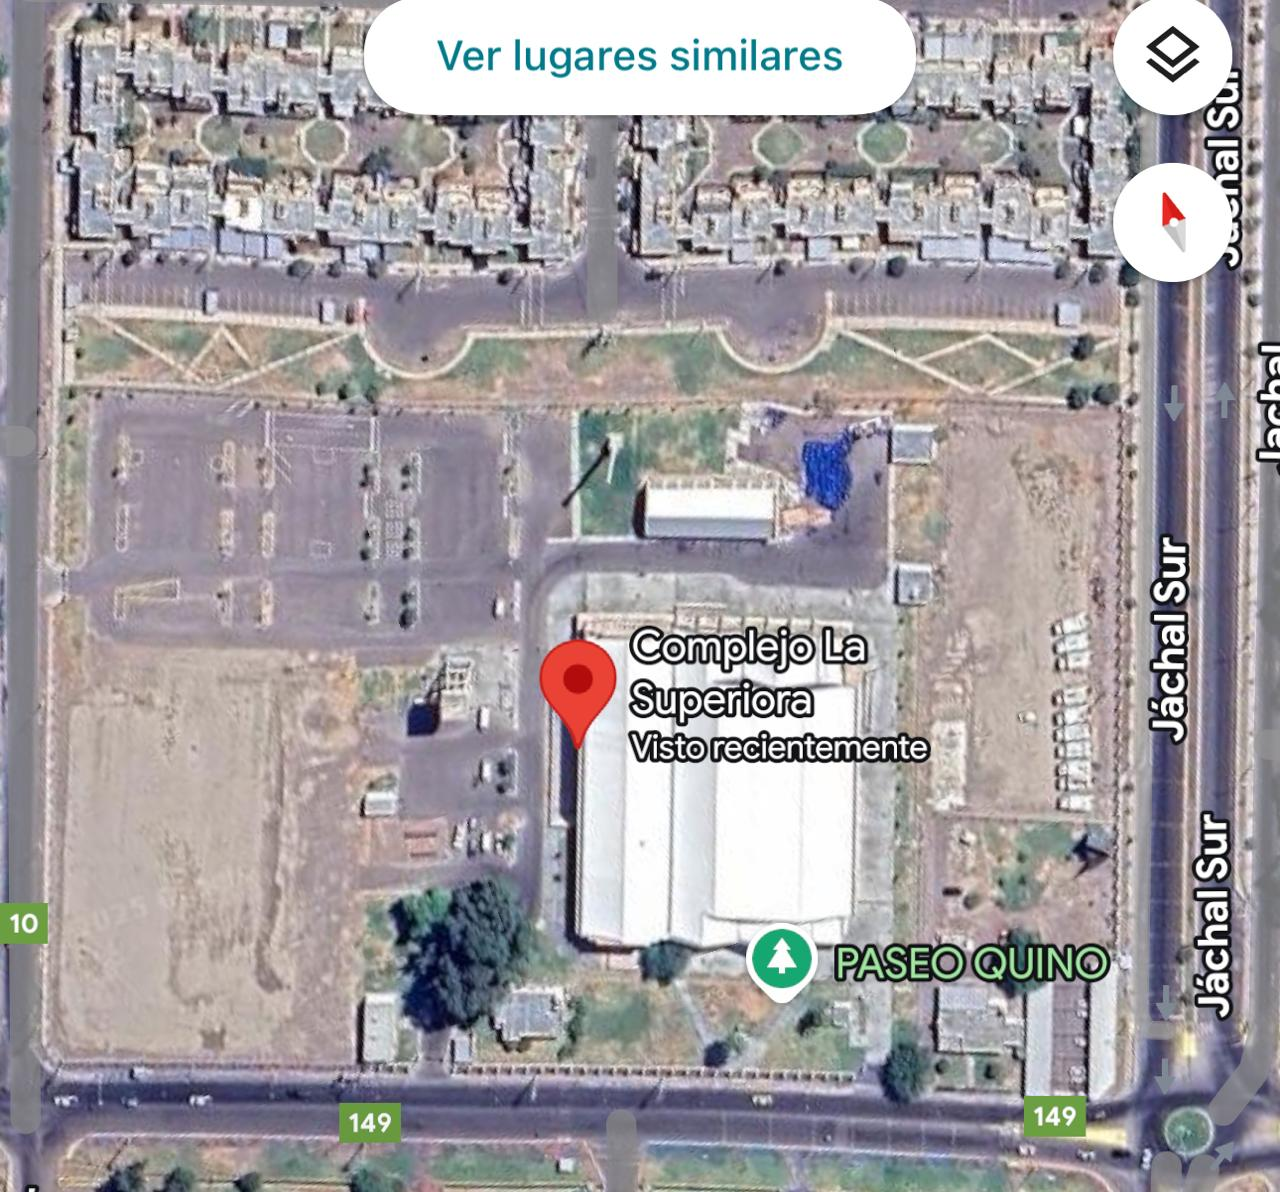 Ver lugares similares
Jáchal Sur
Jáchal
Jáchal Sur
Complejo La
Superiora
Visto recientemente
Jáchal Sur
10
PASEO QUINO
149
149